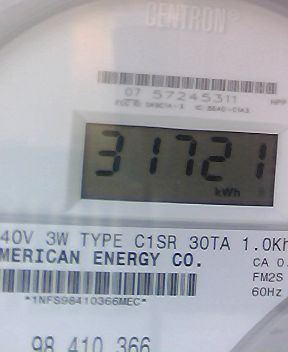 CENTRON®
07 57245311
31721
kWh
40V 3W TYPE C1SR 30TA 1.0Kh
MERICAN ENERGY CO.
CA 0.
FM2S
60Hz
*1NFS98410366MEC*
98 410 366